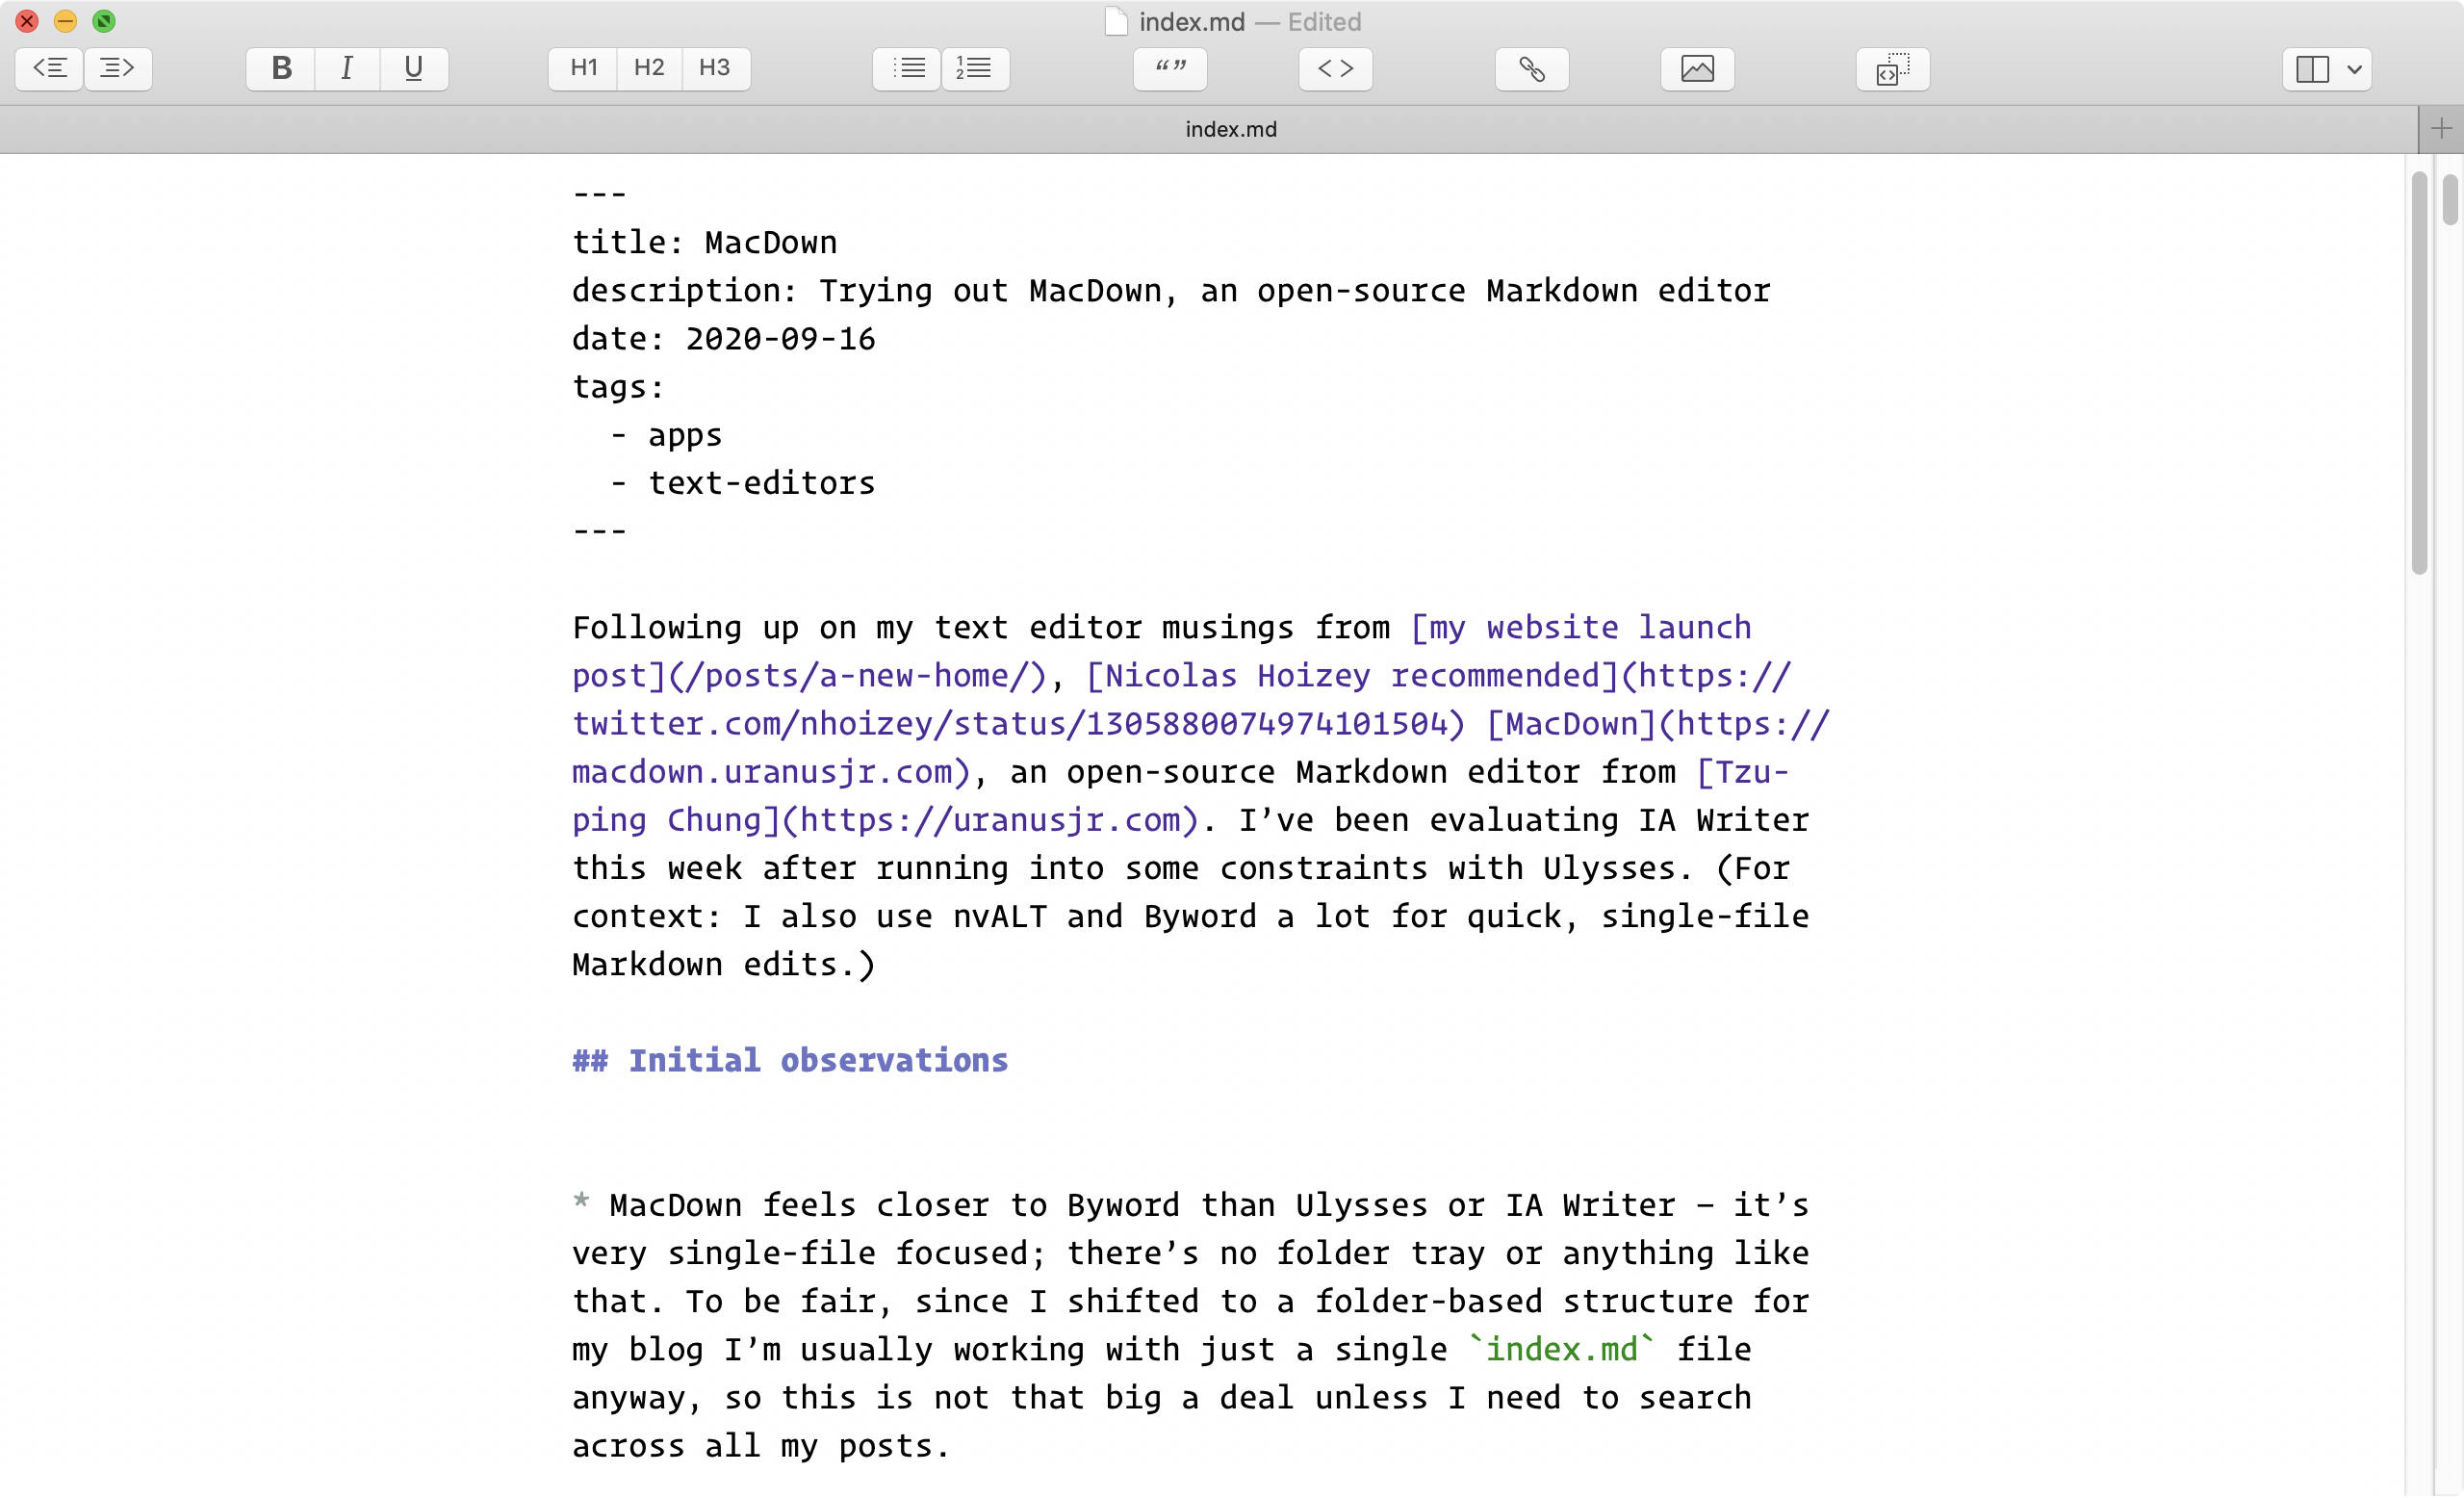 index.md — Edited
B I U H1 H2 H3 1 2 “” <> <>
index.md
---
title: MacDown
description: Trying out MacDown, an open-source Markdown editor
date: 2020-09-16
tags:
  - apps
  - text-editors
---
Following up on my text editor musings from [my website launch
post](/posts/a-new-home/), [Nicolas Hoizey recommended](https://
twitter.com/nhoizey/status/1305880074974101504) [MacDown](https://
macdown.uranusjr.com), an open-source Markdown editor from [Tzu-
ping Chung](https://uranusjr.com). I’ve been evaluating IA Writer
this week after running into some constraints with Ulysses. (For
context: I also use nvALT and Byword a lot for quick, single-file
Markdown edits.)
## Initial observations
* MacDown feels closer to Byword than Ulysses or IA Writer – it’s
very single-file focused; there’s no folder tray or anything like
that. To be fair, since I shifted to a folder-based structure for
my blog I’m usually working with just a single `index.md` file
anyway, so this is not that big a deal unless I need to search
across all my posts.